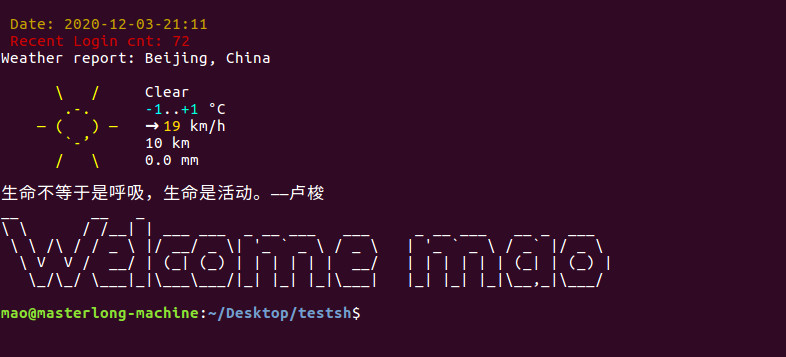 Date: 2020-12-03-21:11
Recent Login cnt: 72
Weather report: Beijing, China
Clear
-1..+1 °C
→ 19 km/h
10 km
0.0 mm
生命不等于是呼吸，生命是活动。——卢梭
Welcome mao
mao@masterlong-machine:~/Desktop/testsh$